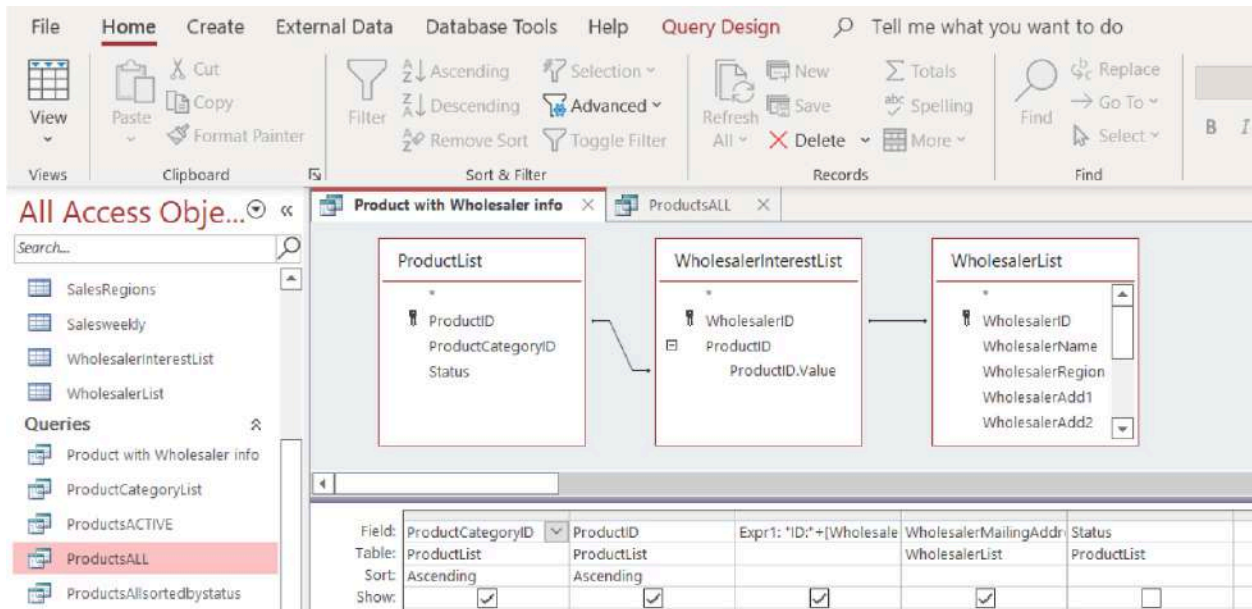 File Home Create External Data Database Tools Help Query Design Tell me what you want to do
View
Paste
Cut
Copy
Format Painter
Filter
Ascending
Descending
Remove Sort
Selection
Advanced
Toggle Filter
Refresh
All
New
Save
Delete
Totals
Spelling
More
Find
Replace
Go To
Select
B I
Views Clipboard Sort & Filter Records Find
All Access Obje...
Search...
SalesRegions
Salesweekly
WholesalerInterestList
WholesalerList
Queries
Product with Wholesaler info
ProductCategoryList
ProductsACTIVE
ProductsALL
ProductsAllsortedbystatus
Product with Wholesaler info ProductsALL
ProductList
*
ProductID
ProductCategoryID
Status
WholesalerInterestList
*
WholesalerID
ProductID
ProductID.Value
WholesalerList
*
WholesalerID
WholesalerName
WholesalerRegion
WholesalerAdd1
WholesalerAdd2
Field: ProductCategoryID ProductID Expr1: "ID:"+[Wholesale WholesalerMailingAddr Status
Table: ProductList ProductList WholesalerList ProductList
Sort: Ascending Ascending
Show: